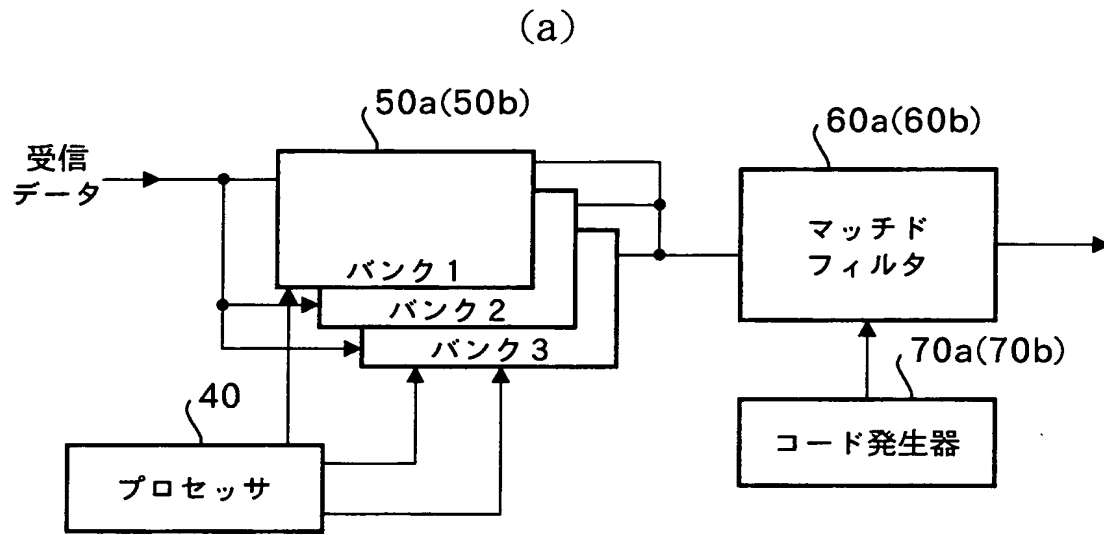 (a)
50a(50b)
60a(60b)
受信
データ
マッチド
フィルタ
バンク1
バンク2
バンク3
70a(70b)
40
コード発生器
プロセッサ